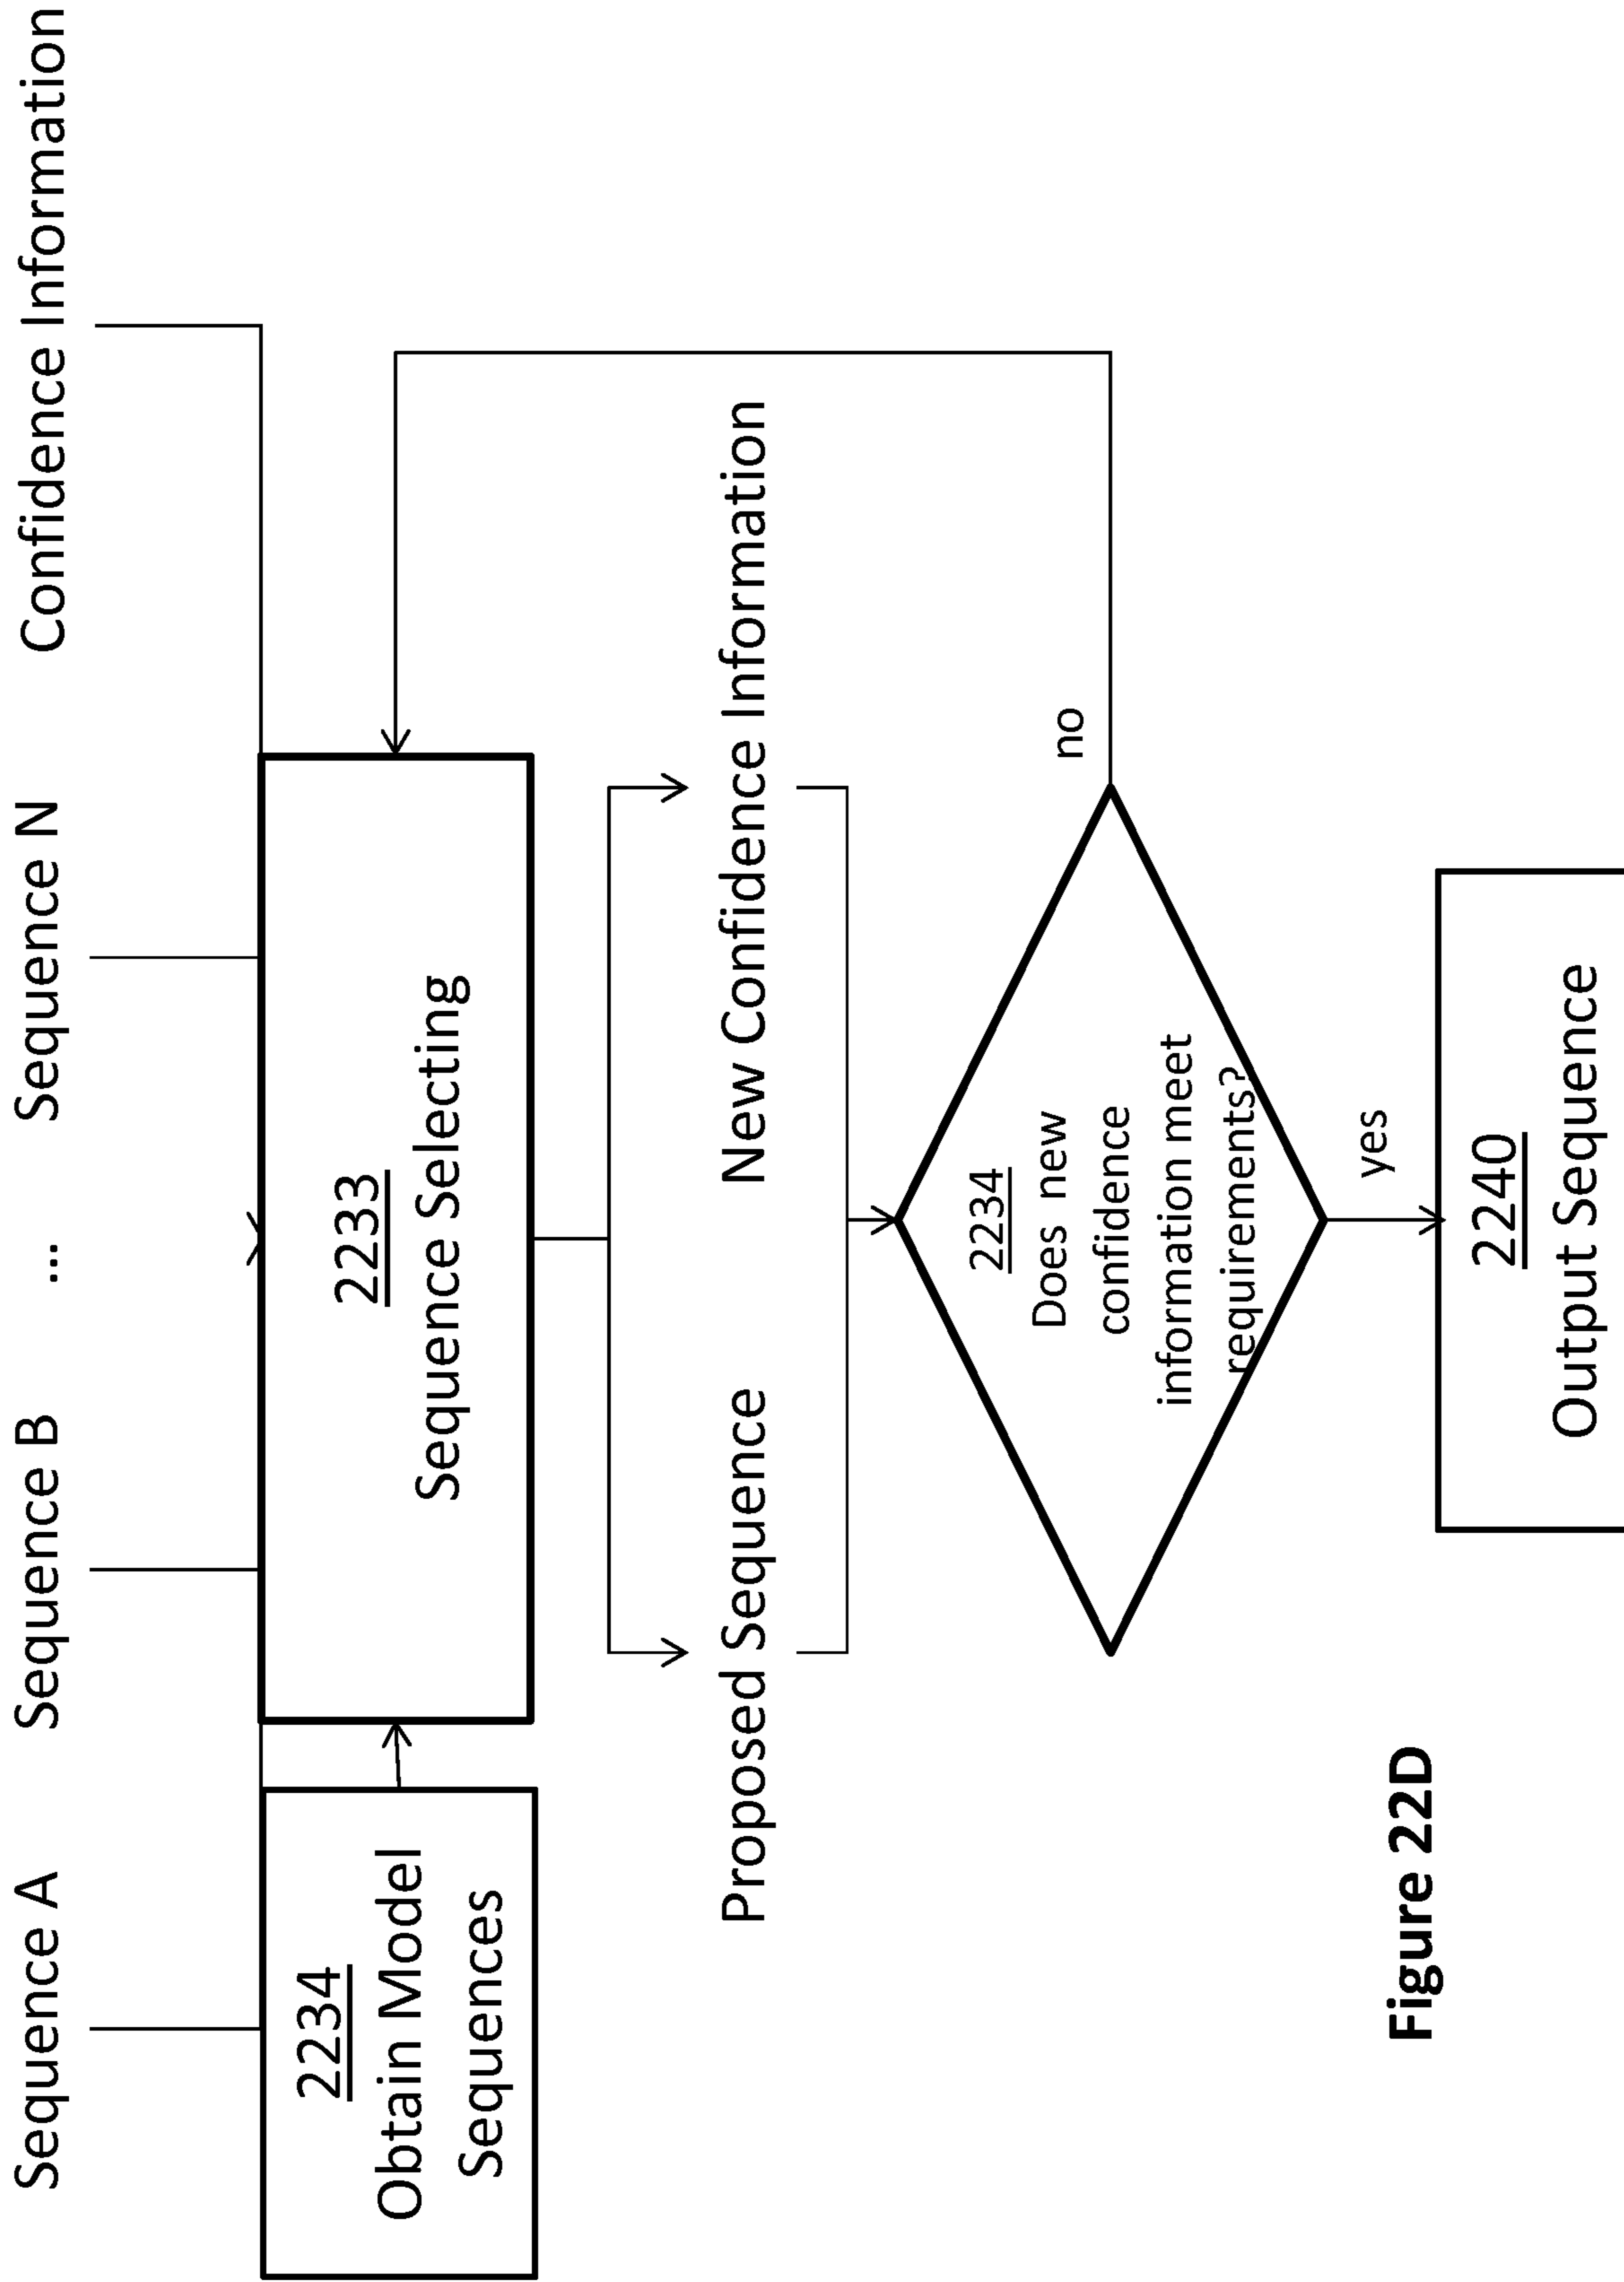 Sequence A Sequence B ... Sequence N Confidence Information
2234
Obtain Model
Sequences
2233
Sequence Selecting
Proposed Sequence New Confidence Information
2234
Does new
confidence
information meet
requirements?
no
yes
2240
Output Sequence
Figure 22D